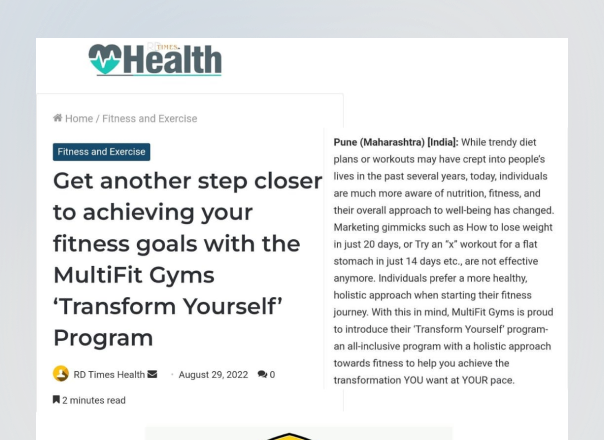 RD TIMES
Health
Home / Fitness and Exercise
Fitness and Exercise
Get another step closer
to achieving your
fitness goals with the
MultiFit Gyms
‘Transform Yourself’
Program
RD Times Health · August 29, 2022 0
2 minutes read
Pune (Maharashtra) [India]: While trendy diet
plans or workouts may have crept into people's
lives in the past several years, today, individuals
are much more aware of nutrition, fitness, and
their overall approach to well-being has changed.
Marketing gimmicks such as How to lose weight
in just 20 days, or Try an “x” workout for a flat
stomach in just 14 days etc., are not effective
anymore. Individuals prefer a more healthy,
holistic approach when starting their fitness
journey. With this in mind, MultiFit Gyms is proud
to introduce their 'Transform Yourself' program-
an all-inclusive program with a holistic approach
towards fitness to help you achieve the
transformation YOU want at YOUR pace.